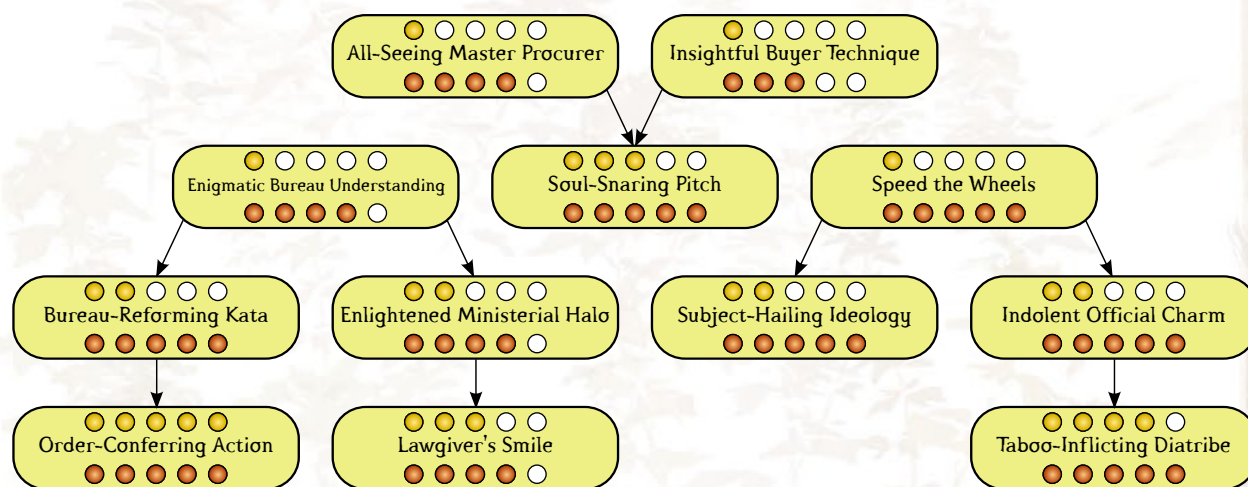 All-Seeing Master Procurer
Insightful Buyer Technique
Enigmatic Bureau Understanding
Soul-Snaring Pitch
Speed the Wheels
Bureau-Reforming Kata
Enlightened Ministerial Halo
Subject-Hailing Ideology
Indolent Official Charm
Order-Conferring Action
Lawgiver's Smile
Taboo-Inflicting Diatribe